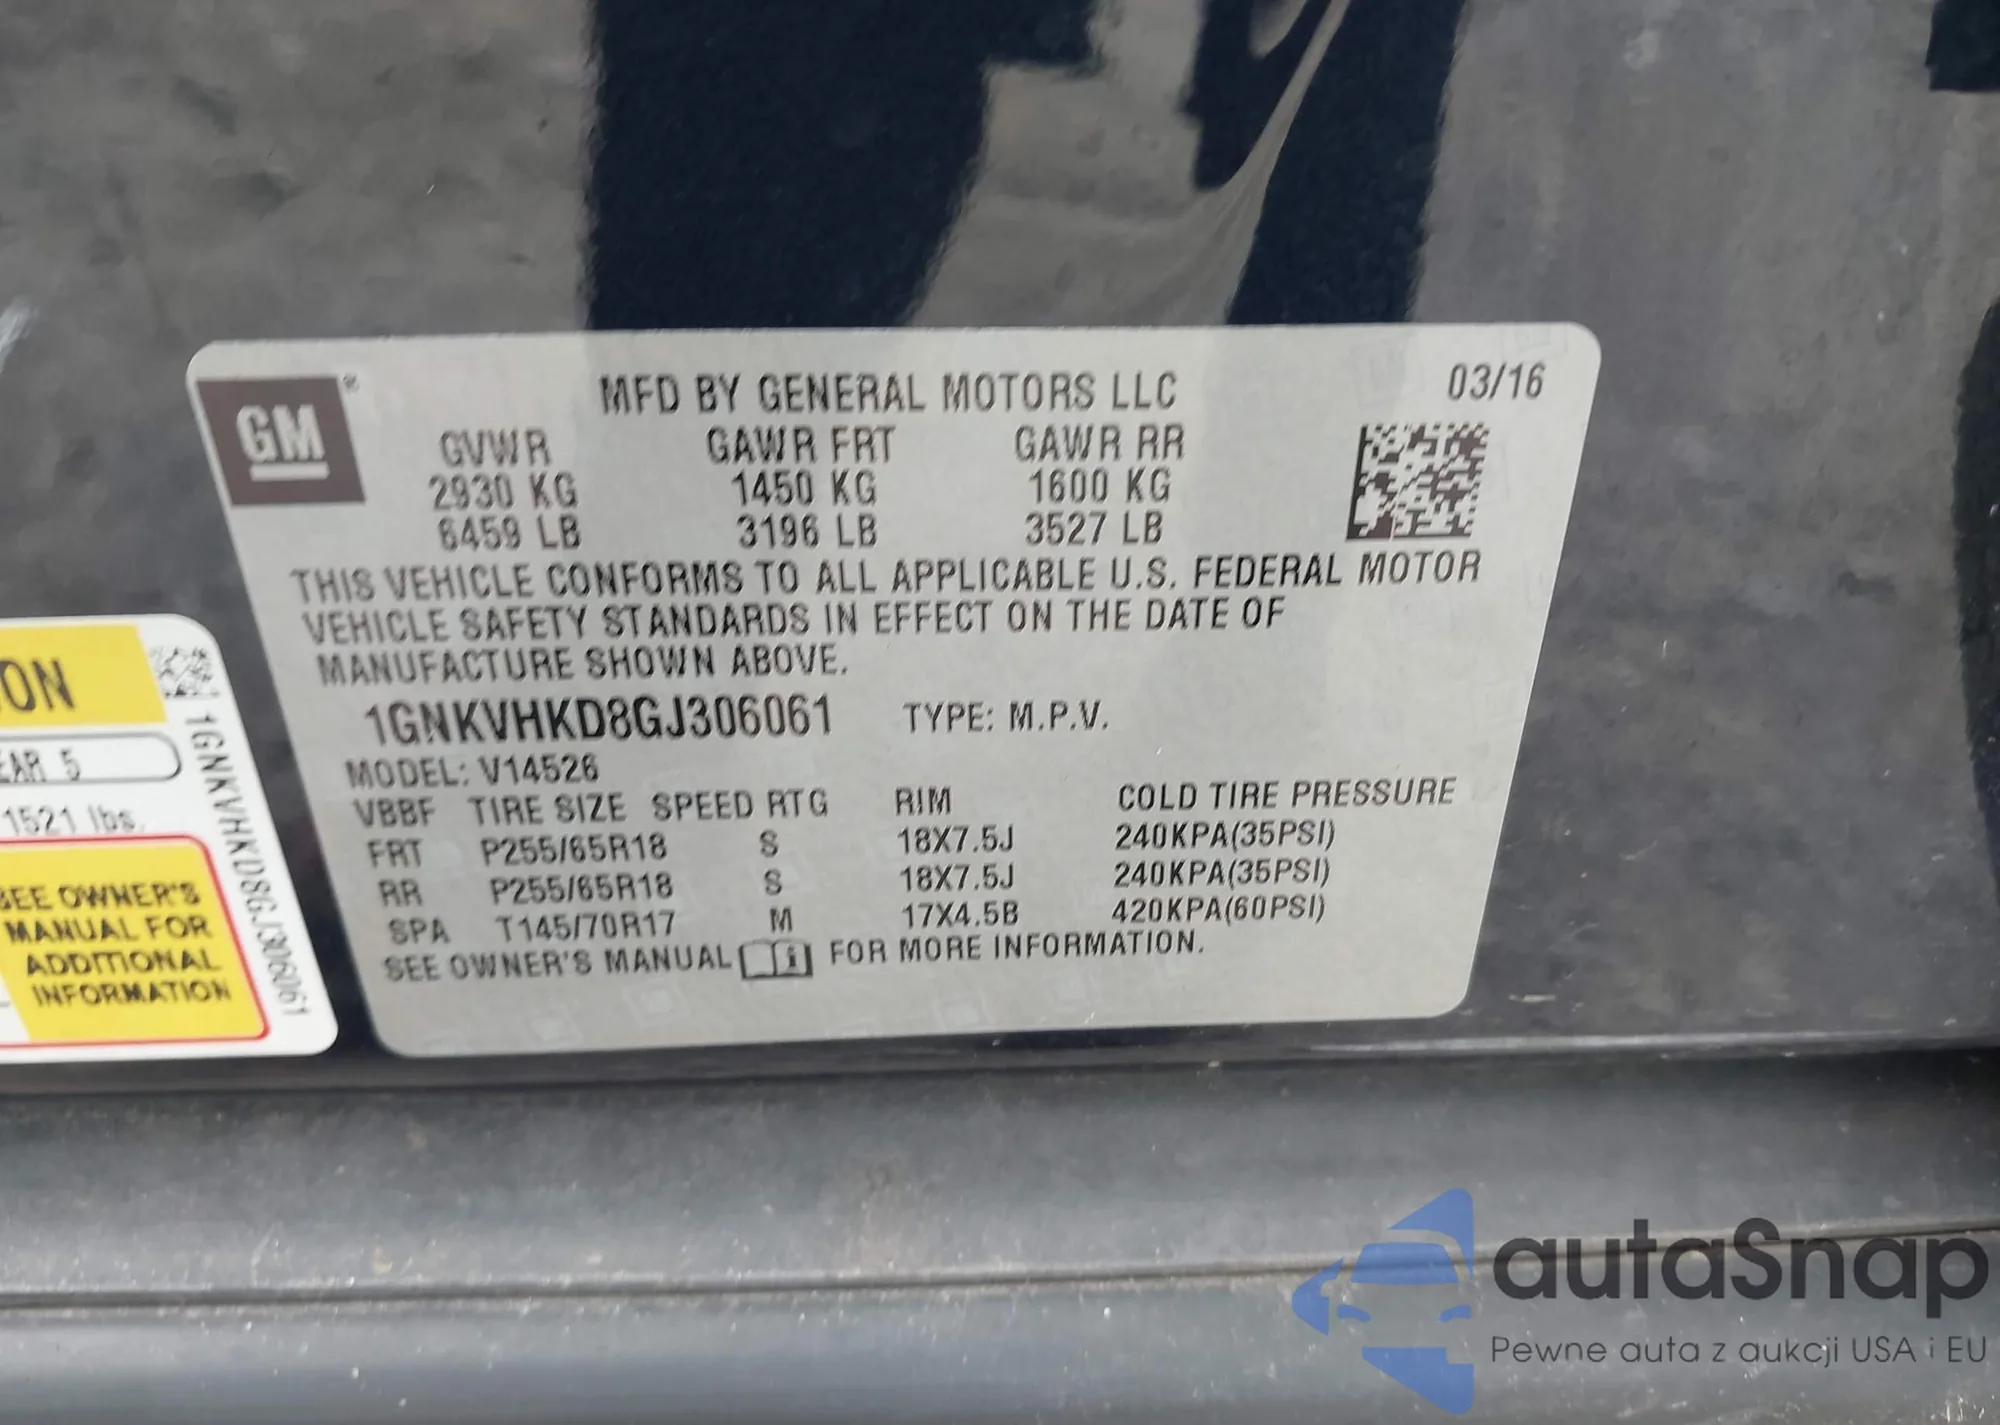 GM
®
MFD BY GENERAL MOTORS LLC
03/16
GVWR GAWR FRT GAWR RR
2930 KG 1450 KG 1600 KG
6459 LB 3196 LB 3527 LB
THIS VEHICLE CONFORMS TO ALL APPLICABLE U.S. FEDERAL MOTOR
VEHICLE SAFETY STANDARDS IN EFFECT ON THE DATE OF
MANUFACTURE SHOWN ABOVE.
1GNKVHKD8GJ306061 TYPE: M.P.V.
MODEL: V14526
VBBF TIRE SIZE SPEED RTG RIM COLD TIRE PRESSURE
FRT P255/65R18 S 18X7.5J 240KPA(35PSI)
RR P255/65R18 S 18X7.5J 240KPA(35PSI)
SPA T145/70R17 M 17X4.5B 420KPA(60PSI)
SEE OWNER'S MANUAL i FOR MORE INFORMATION.
ON
EAR 5
1521 lbs.
SEE OWNER'S
MANUAL FOR
ADDITIONAL
INFORMATION
1GNKVHKD8GJ306061
autaSnap
Pewne auta z aukcji USA i EU